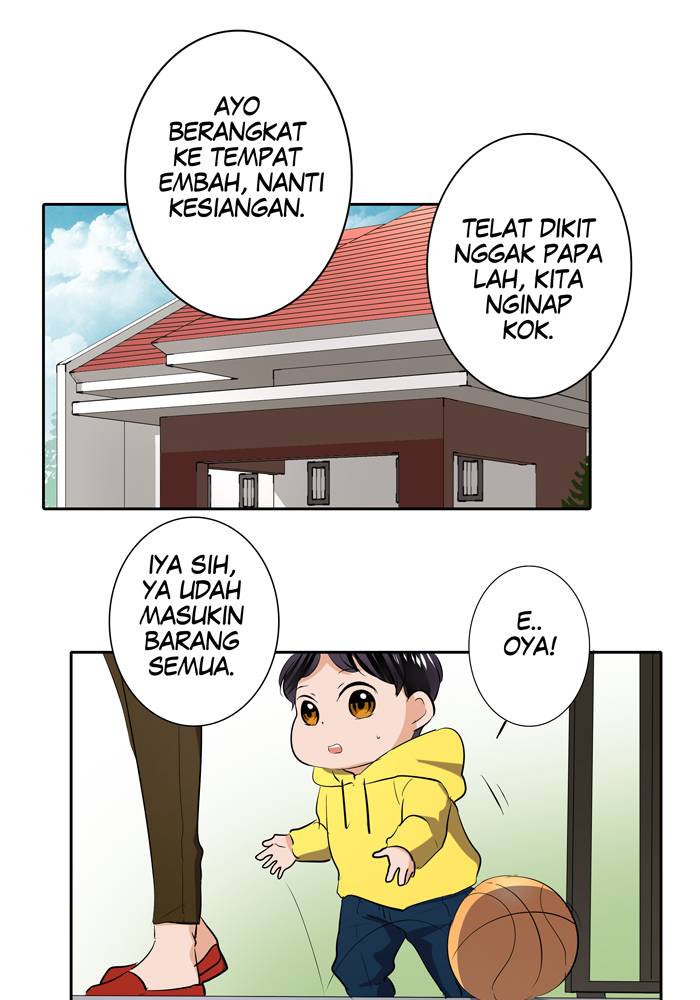 AYO
BERANGKAT
KE TEMPAT
EMBAH, NANTI
KESIANGAN.
TELAT DIKIT
NGGAK PAPA
LAH, KITA
NGINAP
KOK.
IYA SIH,
YA UDAH
MASUKIN
BARANG
SEMUA.
E..
OYA!